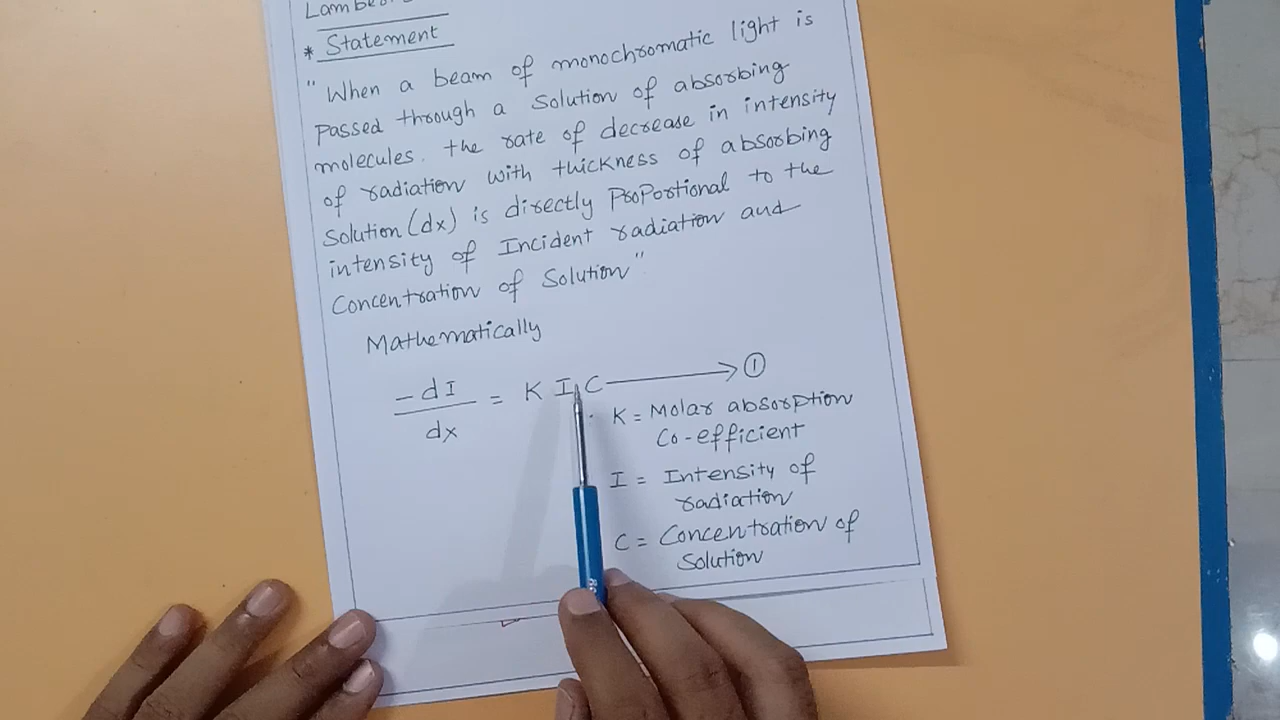 * Statement
" When a beam of monochromatic light is
passed through a solution of absorbing
molecules. the rate of decrease in intensity
of radiation with thickness of absorbing
solution (dx) is directly proportional to the
intensity of Incident radiation and
Concentration of Solution "
Mathematically
-dI/dx = K I C ⟶ ①
K = Molar absorption
Co-efficient
I = Intensity of
radiation
C = Concentration of
Solution